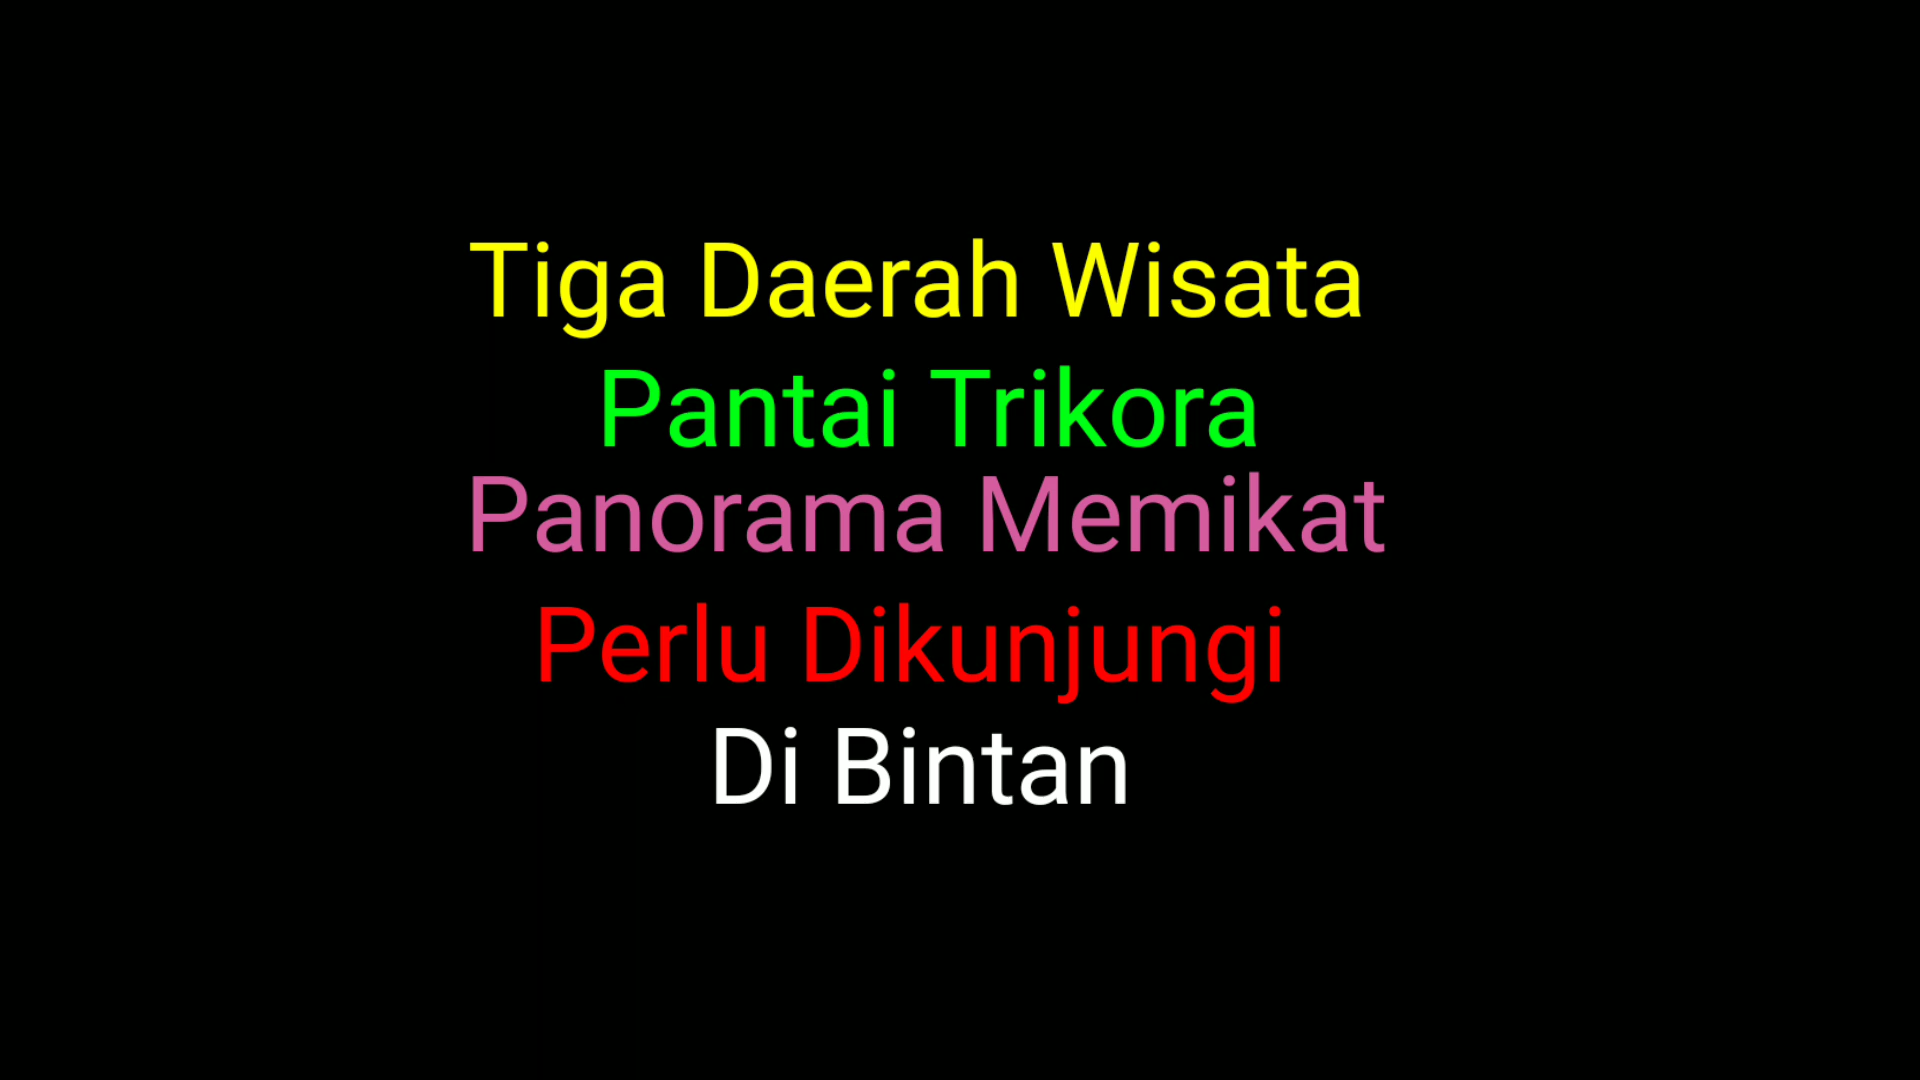 Tiga Daerah Wisata
Pantai Trikora
Panorama Memikat
Perlu Dikunjungi
Di Bintan